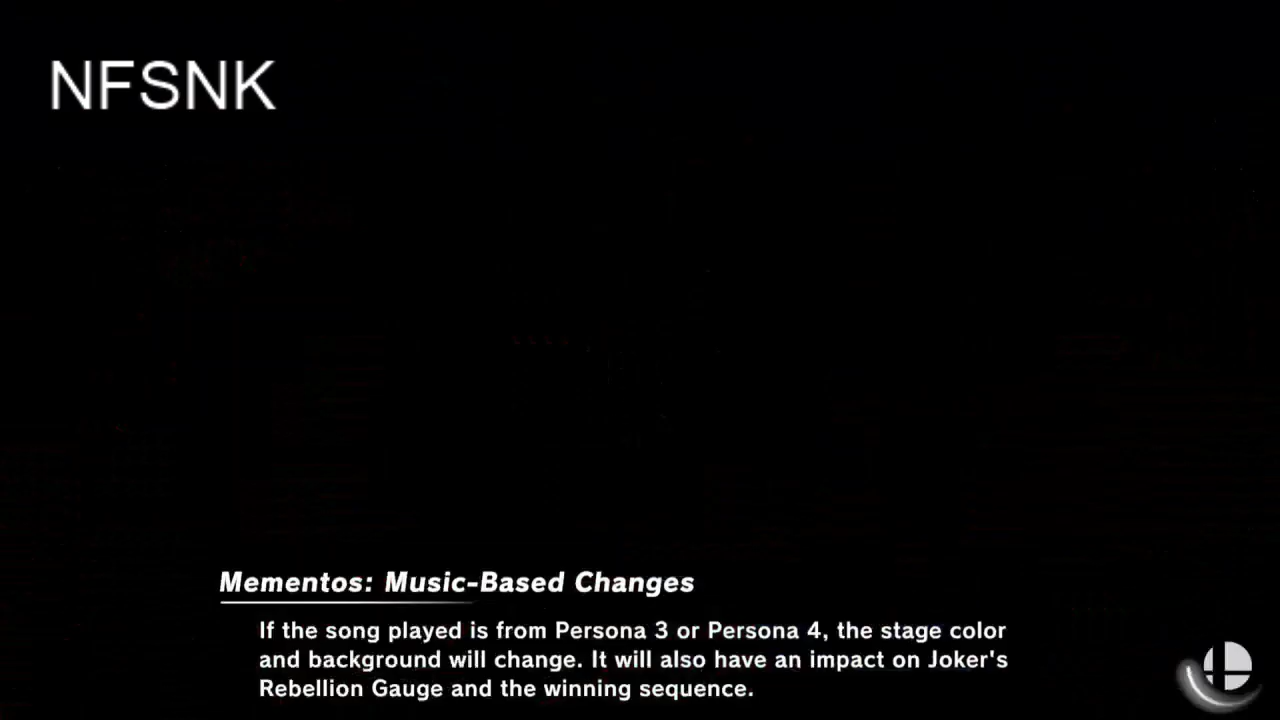 NFSNK
Mementos: Music-Based Changes
If the song played is from Persona 3 or Persona 4, the stage color
and background will change. It will also have an impact on Joker's
Rebellion Gauge and the winning sequence.